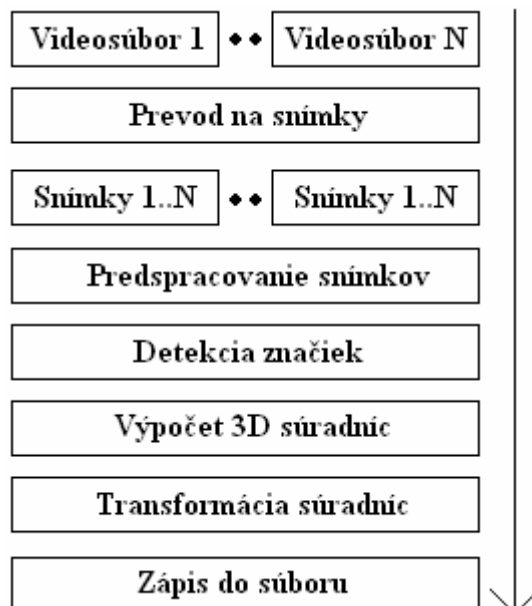 Videosúbor 1 •• Videosúbor N
Prevod na snímky
Snímky 1..N •• Snímky 1..N
Predspracovanie snímkov
Detekcia značiek
Výpočet 3D súradníc
Transformácia súradníc
Zápis do súboru